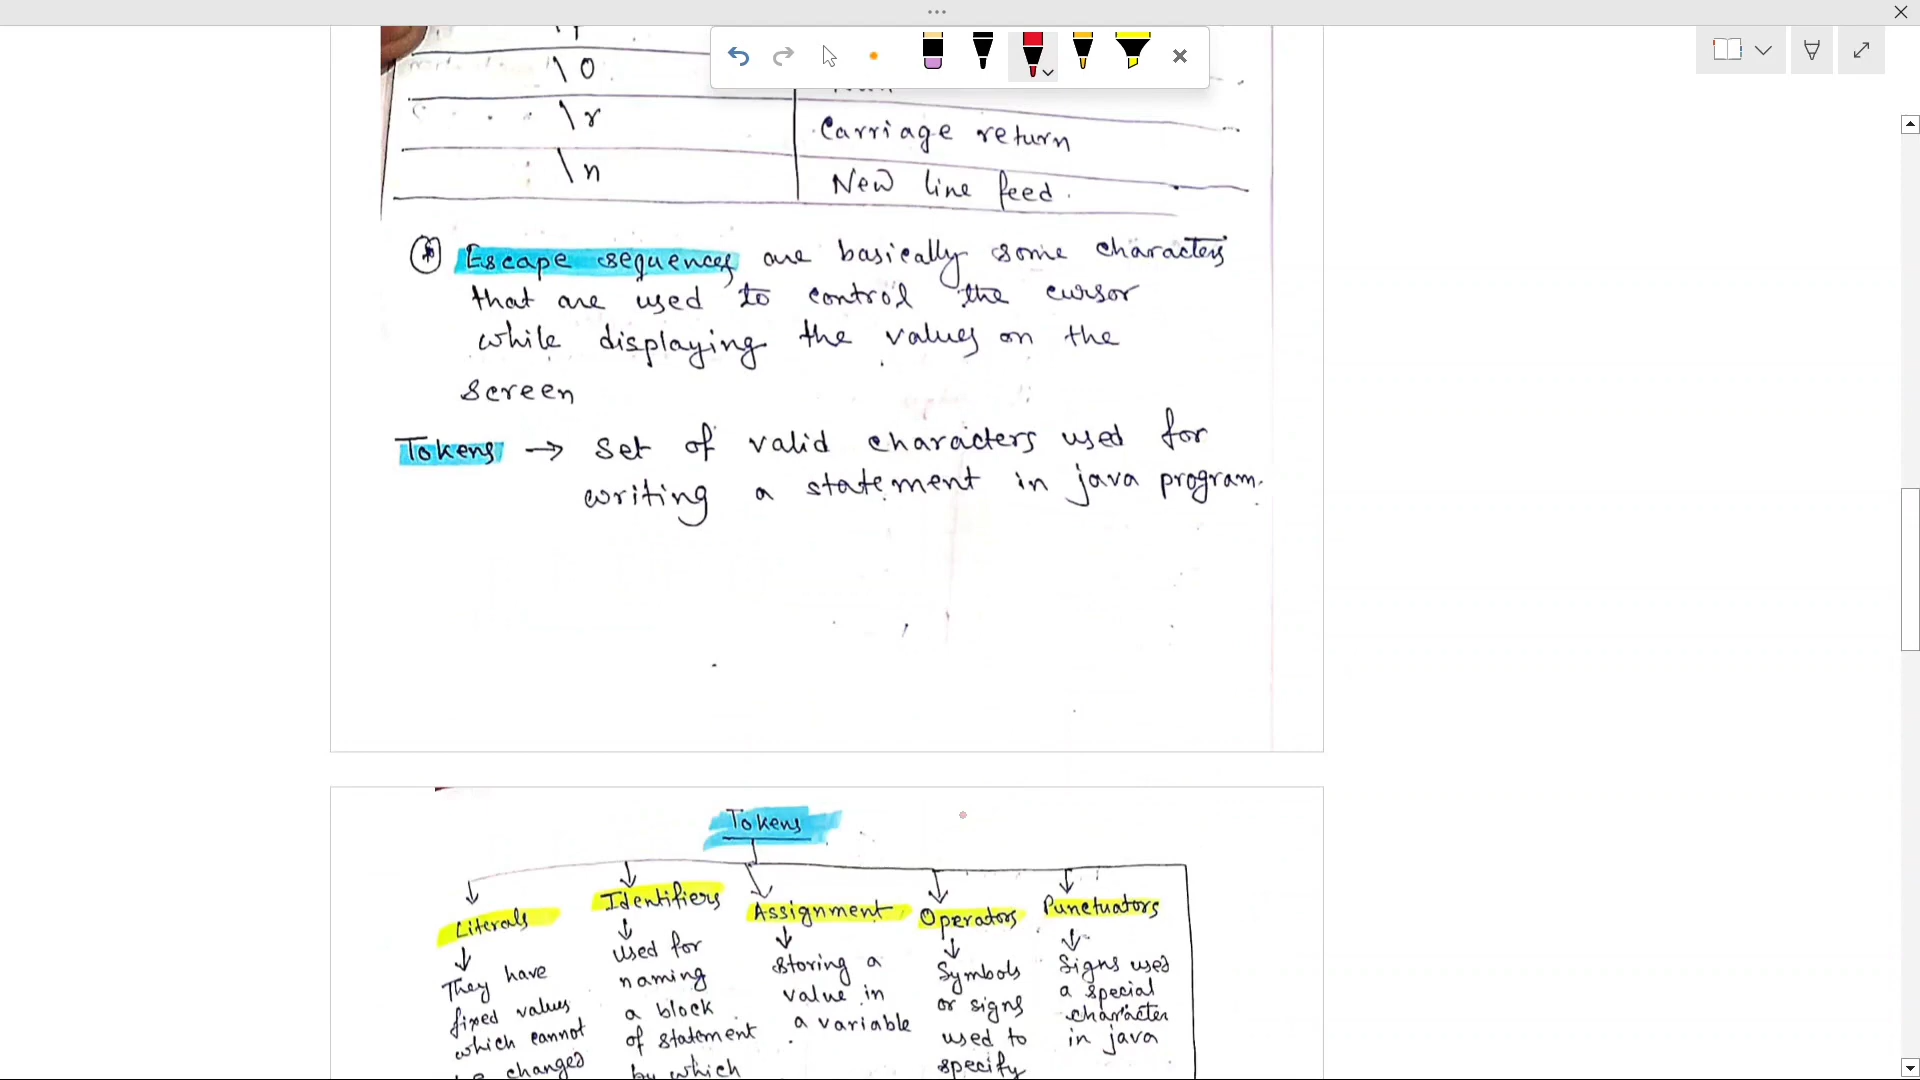 \0
\r
Carriage return
\n
New line feed.
* Escape sequences are basically some characters
that are used to control the cursor
while displaying the values on the
screen
Tokens → set of valid characters used for
writing a statement in java program.
Tokens
Literals
Identifiers
Assignment
Operators
Punctuators
They have
fixed values
which cannot
changed
used for
naming
a block
of statement
by which
storing a
value in
a variable
Symbols
or signs
used to
specify
Signs used
a special
character
in java